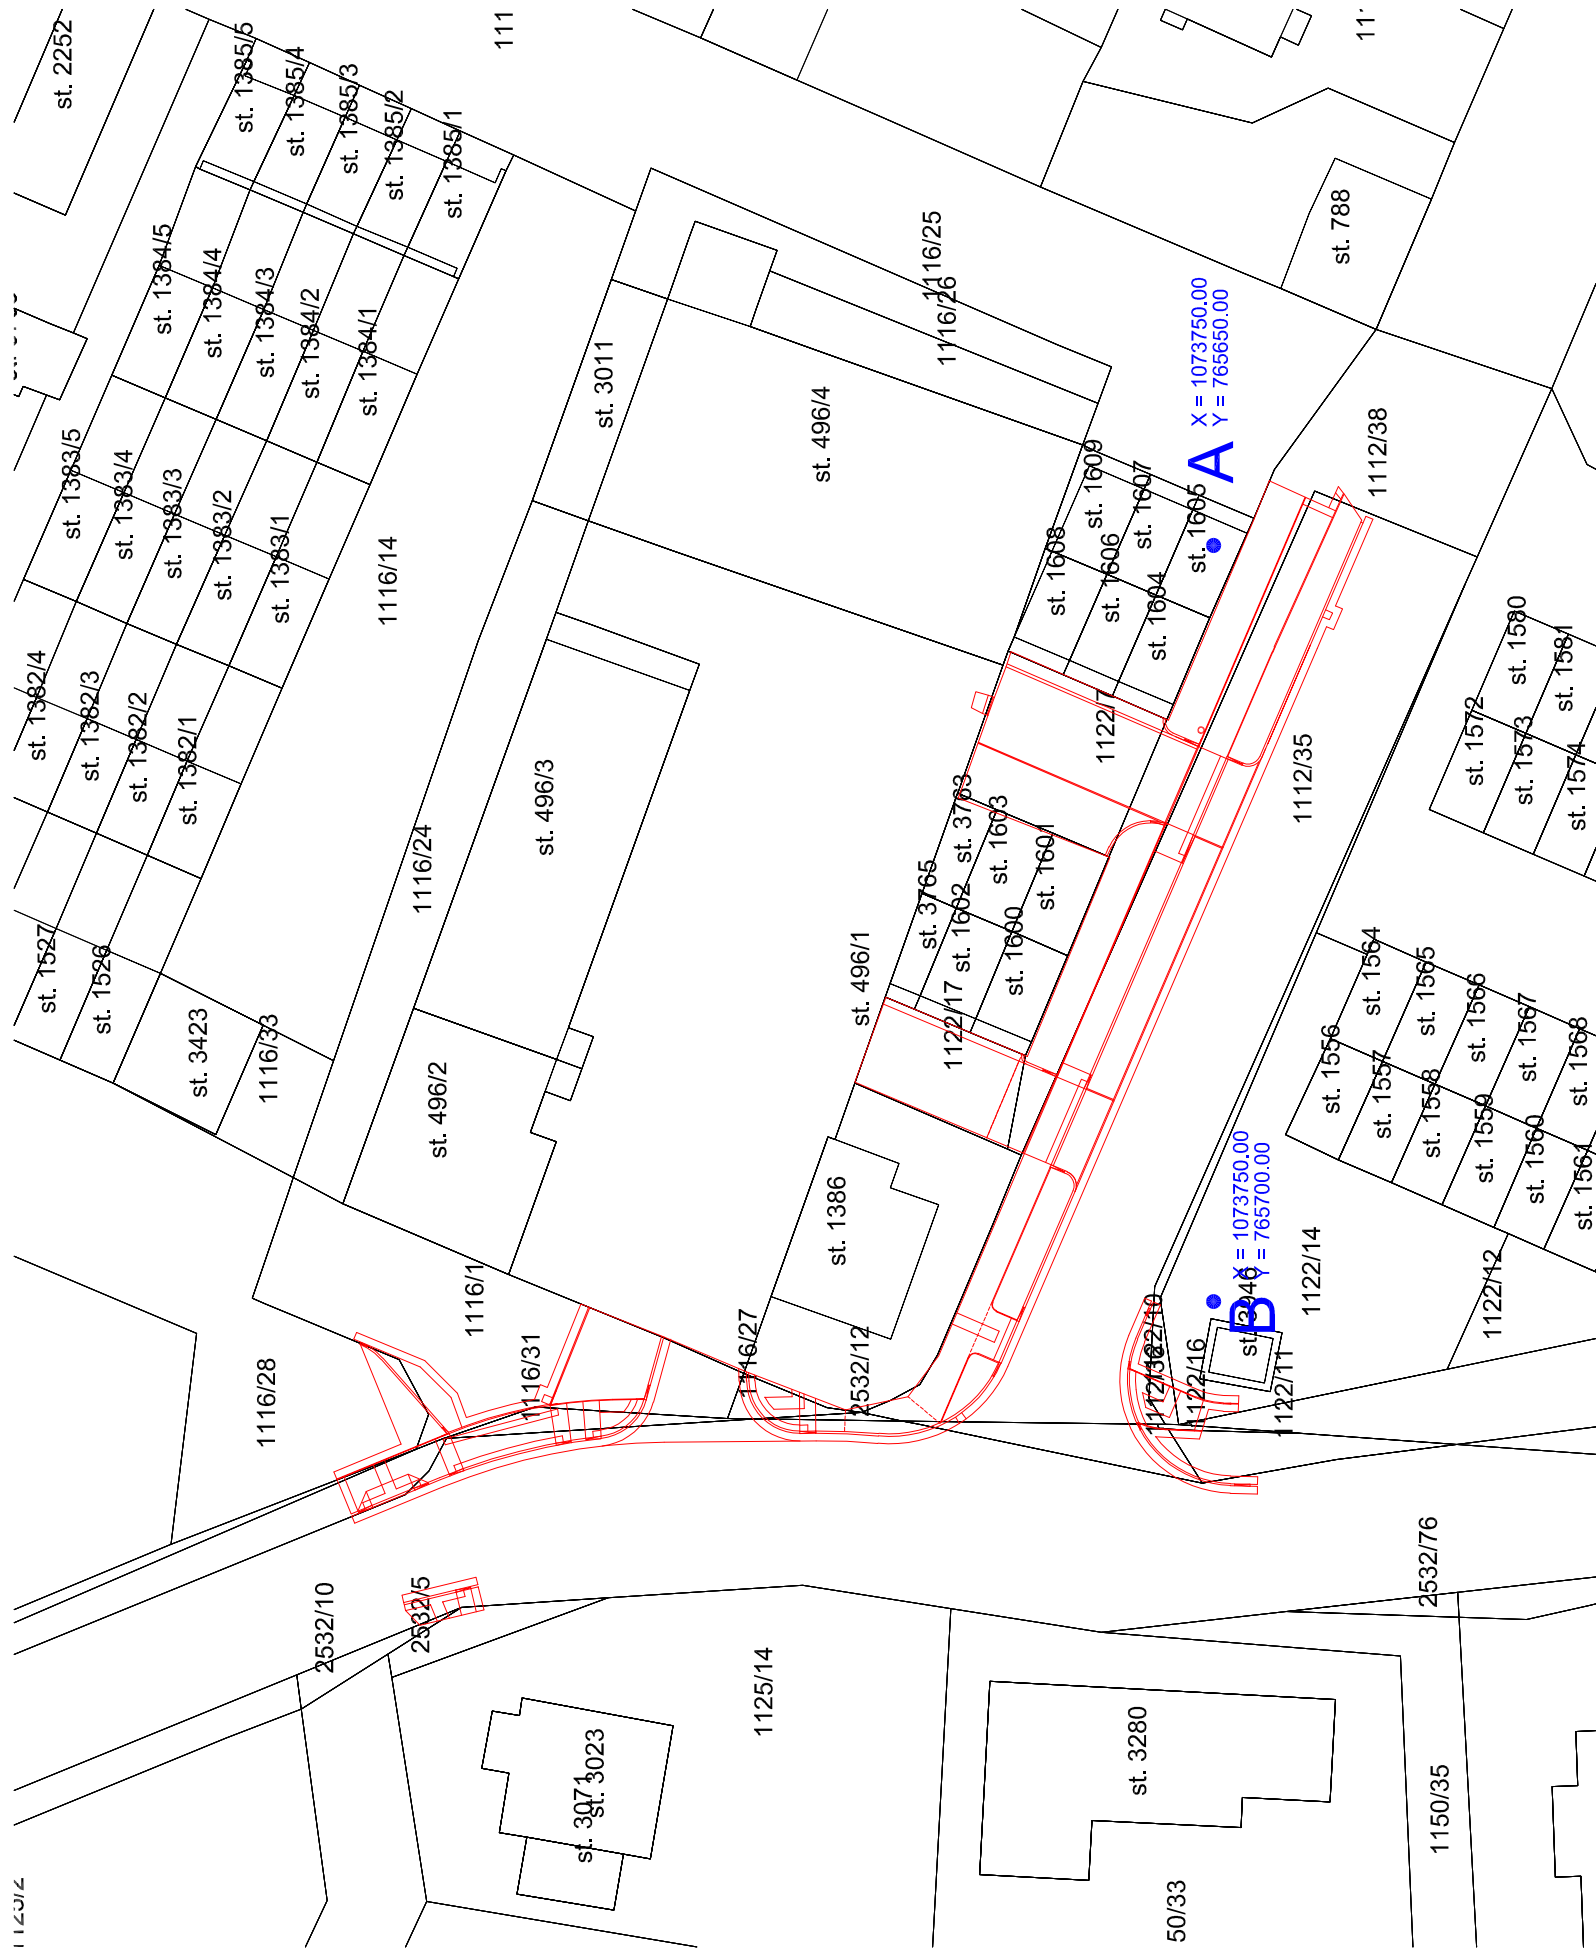 st. 2252
st. 1385/5
st. 1385/4
st. 1385/3
st. 1385/2
st. 1385/1
111
st. 1384/5
st. 1384/4
st. 1384/3
st. 1384/2
st. 1384/1
st. 788
1116/25
1116/26
X = 1073750.00
Y = 765650.00
A
st. 3011
st. 496/4
st. 1383/5
st. 1383/4
st. 1383/3
st. 1383/2
st. 1383/1
1116/14
1112/38
st. 1609
st. 1607
st. 1605
st. 1608
st. 1606
st. 1604
st. 1382/4
st. 1382/3
st. 1382/2
st. 1382/1
1122/7
1112/35
st. 1580
st. 1581
st. 1572
st. 1573
st. 1574
st. 496/3
1116/24
st. 3763
st. 1603
st. 1601
st. 3765
st. 1602
st. 1600
st. 496/1
1122/17
st. 1527
st. 1526
st. 3423
1116/33
st. 496/2
st. 1564
st. 1565
st. 1566
st. 1567
st. 1568
st. 1556
st. 1557
st. 1558
st. 1559
st. 1560
st. 1561
st. 1386
X = 1073750.00
Y = 765700.00
B
st. 3946
1122/14
1122/12
1122/10
1122/16
1122/11
1116/1
1116/31
1116/27
2532/12
1116/28
2532/10
2532/5
2532/76
1125/14
st. 3023
st. 3071
st. 3280
1150/35
50/33